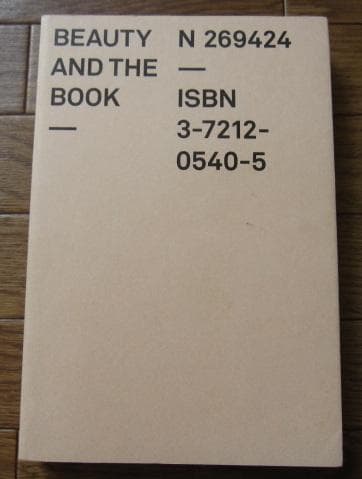 BEAUTY
AND THE
BOOK
—
N 269424
—
ISBN
3-7212-
0540-5